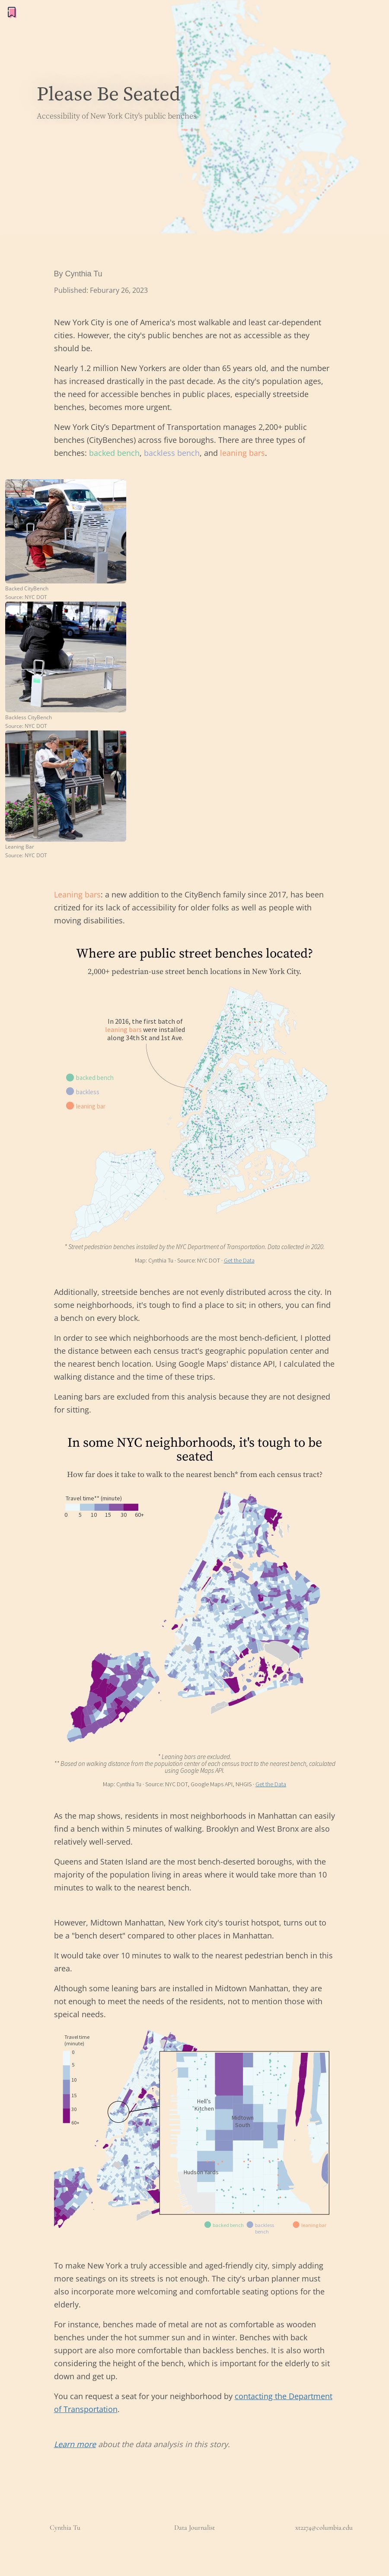 Please Be Seated
Accessibility of New York City's public benches
By Cynthia Tu
Published: Feburary 26, 2023
New York City is one of America's most walkable and least car-dependent
cities. However, the city's public benches are not as accessible as they
should be.
Nearly 1.2 million New Yorkers are older than 65 years old, and the number
has increased drastically in the past decade. As the city's population ages,
the need for accessible benches in public places, especially streetside
benches, becomes more urgent.
New York City's Department of Transportation manages 2,200+ public
benches (CityBenches) across five boroughs. There are three types of
benches: backed bench, backless bench, and leaning bars.
Backed CityBench
Source: NYC DOT
Backless CityBench
Source: NYC DOT
Leaning Bar
Source: NYC DOT
Leaning bars: a new addition to the CityBench family since 2017, has been
critized for its lack of accessibility for older folks as well as people with
moving disabilities.
Where are public street benches located?
2,000+ pedestrian-use street bench locations in New York City.
In 2016, the first batch of
leaning bars were installed
along 34th St and 1st Ave.
backed bench
backless
leaning bar
* Street pedestrian benches installed by the NYC Department of Transportation. Data collected in 2020.
Map: Cynthia Tu · Source: NYC DOT · Get the Data
Additionally, streetside benches are not evenly distributed across the city. In
some neighborhoods, it's tough to find a place to sit; in others, you can find
a bench on every block.
In order to see which neighborhoods are the most bench-deficient, I plotted
the distance between each census tract's geographic population center and
the nearest bench location. Using Google Maps' distance API, I calculated the
walking distance and the time of these trips.
Leaning bars are excluded from this analysis because they are not designed
for sitting.
In some NYC neighborhoods, it's tough to be
seated
How far does it take to walk to the nearest bench* from each census tract?
Travel time** (minute)
0 5 10 15 30 60+
* Leaning bars are excluded.
** Based on walking distance from the population center of each census tract to the nearest bench, calculated
using Google Maps API.
Map: Cynthia Tu · Source: NYC DOT, Google Maps API, NHGIS · Get the Data
As the map shows, residents in most neighborhoods in Manhattan can easily
find a bench within 5 minutes of walking. Brooklyn and West Bronx are also
relatively well-served.
Queens and Staten Island are the most bench-deserted boroughs, with the
majority of the population living in areas where it would take more than 10
minutes to walk to the nearest bench.
However, Midtown Manhattan, New York city's tourist hotspot, turns out to
be a "bench desert" compared to other places in Manhattan.
It would take over 10 minutes to walk to the nearest pedestrian bench in this
area.
Although some leaning bars are installed in Midtown Manhattan, they are
not enough to meet the needs of the residents, not to mention those with
speical needs.
Travel time
(minute)
0
5
10
15
30
60+
Hell's
Kitchen
Midtown
South
Hudson Yards
backed bench
backless
bench
leaning bar
To make New York a truly accessible and aged-friendly city, simply adding
more seatings on its streets is not enough. The city's urban planner must
also incorporate more welcoming and comfortable seating options for the
elderly.
For instance, benches made of metal are not as comfortable as wooden
benches under the hot summer sun and in winter. Benches with back
support are also more comfortable than backless benches. It is also worth
considering the height of the bench, which is important for the elderly to sit
down and get up.
You can request a seat for your neighborhood by contacting the Department
of Transportation.
Learn more about the data analysis in this story.
Cynthia Tu
Data Journalist
xt2274@columbia.edu